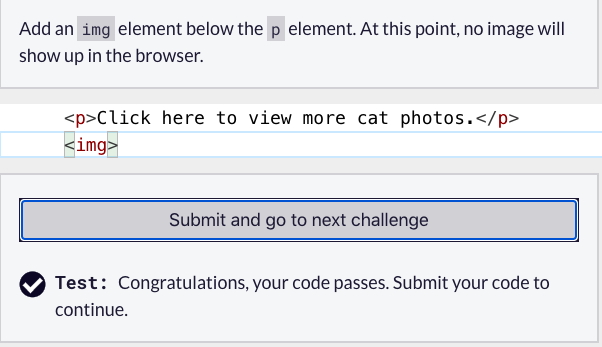 Add an img element below the p element. At this point, no image will
show up in the browser.
<p>Click here to view more cat photos.</p>
<img>
Submit and go to next challenge
Test: Congratulations, your code passes. Submit your code to
continue.